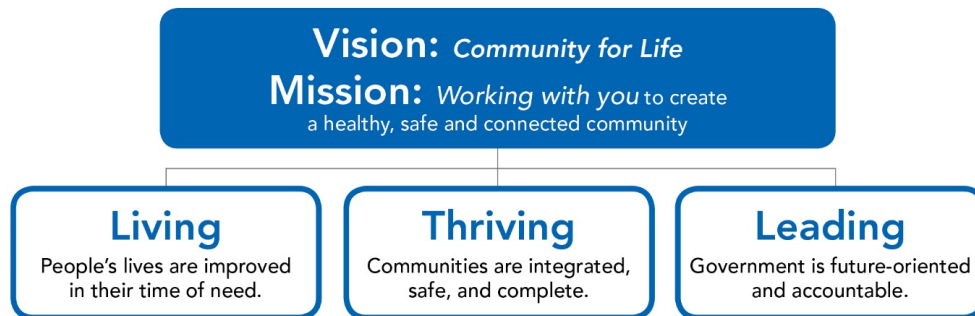 Vision: Community for Life
Mission: Working with you to create
a healthy, safe and connected community
Living
People’s lives are improved
in their time of need.
Thriving
Communities are integrated,
safe, and complete.
Leading
Government is future-oriented
and accountable.